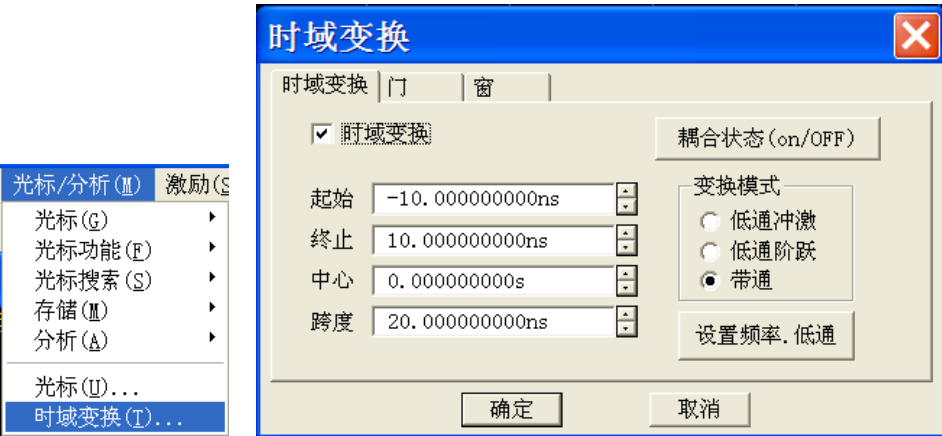 光标/分析(M) 激励(S
光标(G)
光标功能(F)
光标搜索(S)
存储(M)
分析(A)
光标(U)...
时域变换(T)...
时域变换
时域变换 门 窗
时域变换
耦合状态(on/OFF)
起始 -10.000000000ns
终止 10.000000000ns
中心 0.000000000s
跨度 20.000000000ns
变换模式
低通冲激
低通阶跃
带通
设置频率.低通
确定 取消